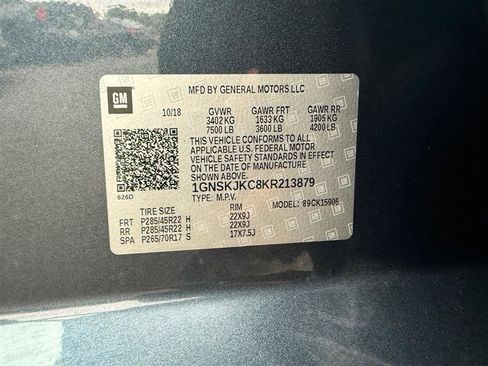 GM
MFD BY GENERAL MOTORS LLC
10/18 GVWR GAWR FRT GAWR RR
3402 KG 1633 KG 1905 KG
7500 LB 3600 LB 4200 LB
THIS VEHICLE CONFORMS TO ALL
APPLICABLE U.S. FEDERAL MOTOR
VEHICLE SAFETY STANDARDS IN EFFECT
ON THE DATE OF MANUFACTURE
SHOWN ABOVE.
1GNSKJKC8KR213879
626D TYPE: M.P.V.
TIRE SIZE RIM MODEL: 89CK15906
FRT P285/45R22 H 22X9J
RR P285/45R22 H 22X9J
SPA P265/70R17 S 17X7.5J